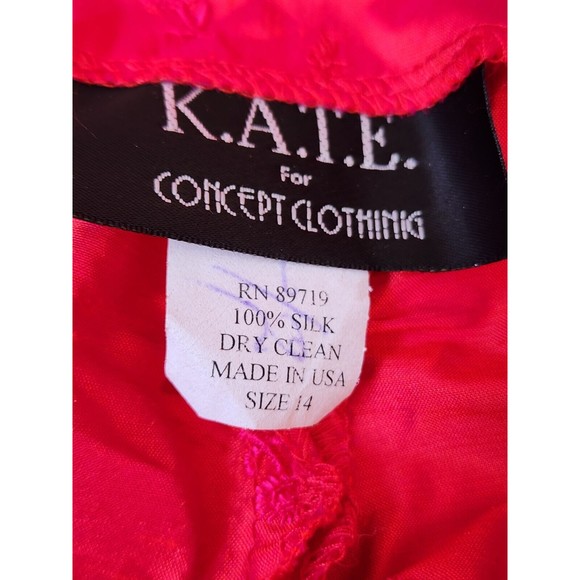 K.A.T.E.
For
CONCEPT CLOTHING
RN 89719
100% SILK
DRY CLEAN
MADE IN USA
SIZE 14